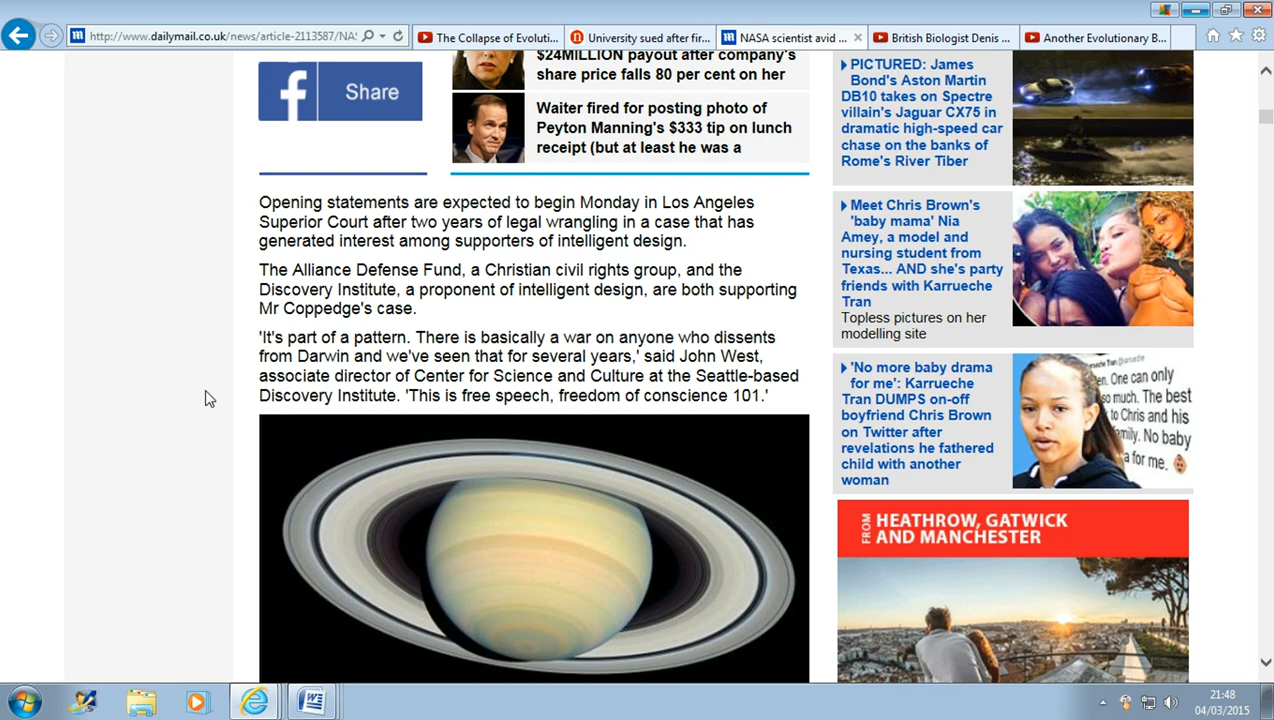 http://www.dailymail.co.uk/news/article-2113587/NA
The Collapse of Evoluti...
University sued after fir...
NASA scientist avid ...
British Biologist Denis ...
Another Evolutionary B...
Share
$24MILLION payout after company's
share price falls 80 per cent on her
Waiter fired for posting photo of
Peyton Manning's $333 tip on lunch
receipt (but at least he was a
Opening statements are expected to begin Monday in Los Angeles
Superior Court after two years of legal wrangling in a case that has
generated interest among supporters of intelligent design.
The Alliance Defense Fund, a Christian civil rights group, and the
Discovery Institute, a proponent of intelligent design, are both supporting
Mr Coppedge's case.
'It's part of a pattern. There is basically a war on anyone who dissents
from Darwin and we've seen that for several years,' said John West,
associate director of Center for Science and Culture at the Seattle-based
Discovery Institute. 'This is free speech, freedom of conscience 101.'
PICTURED: James
Bond's Aston Martin
DB10 takes on Spectre
villain's Jaguar CX75 in
dramatic high-speed car
chase on the banks of
Rome's River Tiber
Meet Chris Brown's
'baby mama' Nia
Amey, a model and
nursing student from
Texas... AND she's party
friends with Karrueche
Tran
Topless pictures on her
modelling site
'No more baby drama
for me': Karrueche
Tran DUMPS on-off
boyfriend Chris Brown
on Twitter after
revelations he fathered
child with another
woman
One can only
so much. The best
to Chris and his
No baby
a for me.
FROM
HEATHROW, GATWICK
AND MANCHESTER
21:48
04/03/2015